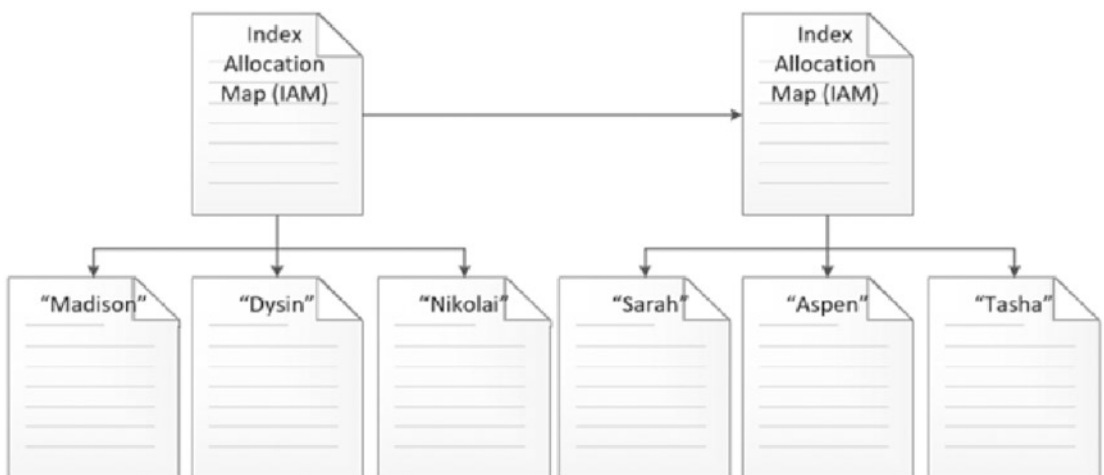 Index
Allocation
Map (IAM)
Index
Allocation
Map (IAM)
“Madison”
“Dysin”
“Nikolai”
“Sarah”
“Aspen”
“Tasha”